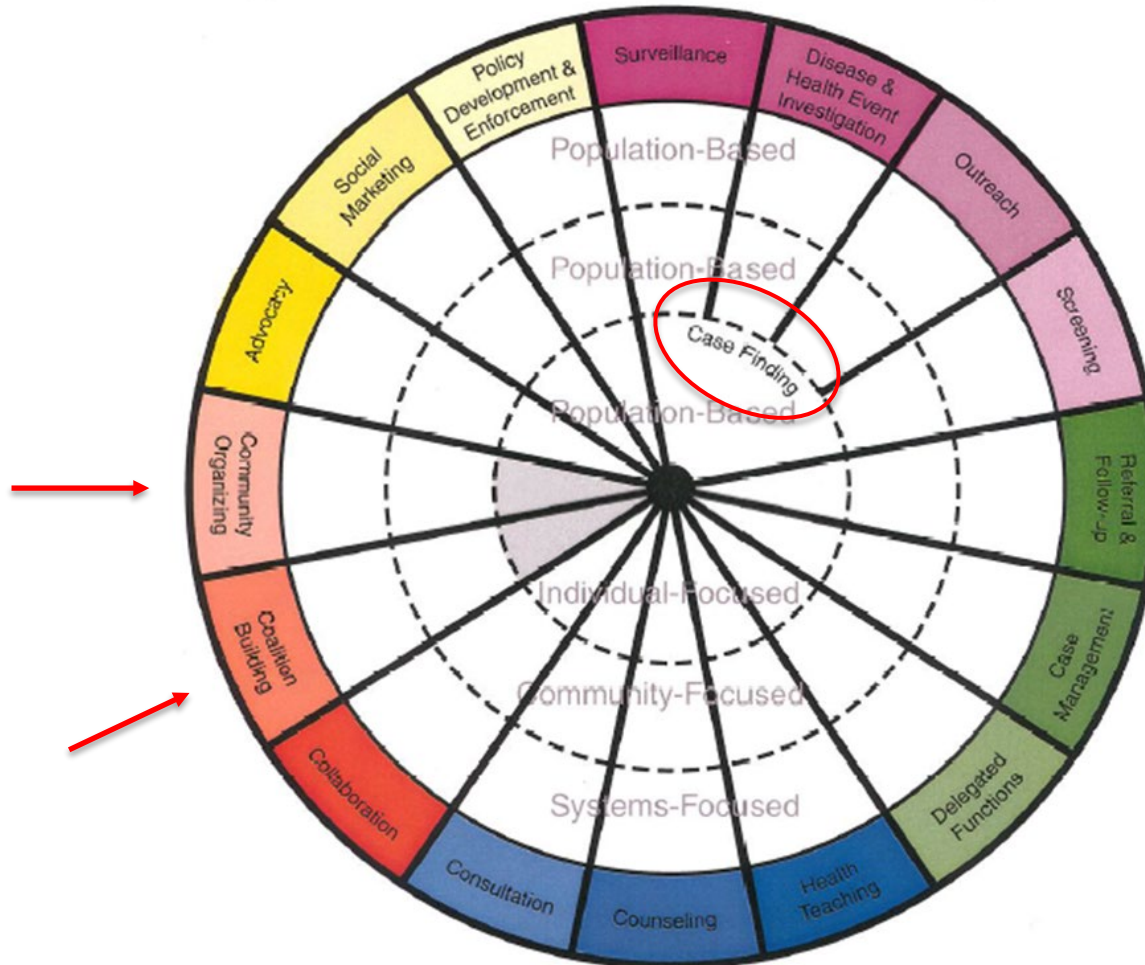 Surveillance
Disease &
Health Event
Investigation
Outreach
Screening
Referral &
Follow-up
Case
Management
Delegated
Functions
Health
Teaching
Counseling
Consultation
Collaboration
Coalition
Building
Community
Organizing
Advocacy
Social
Marketing
Policy
Development &
Enforcement
Population-Based
Population-Based
Case Finding
Population-Based
Individual-Focused
Community-Focused
Systems-Focused